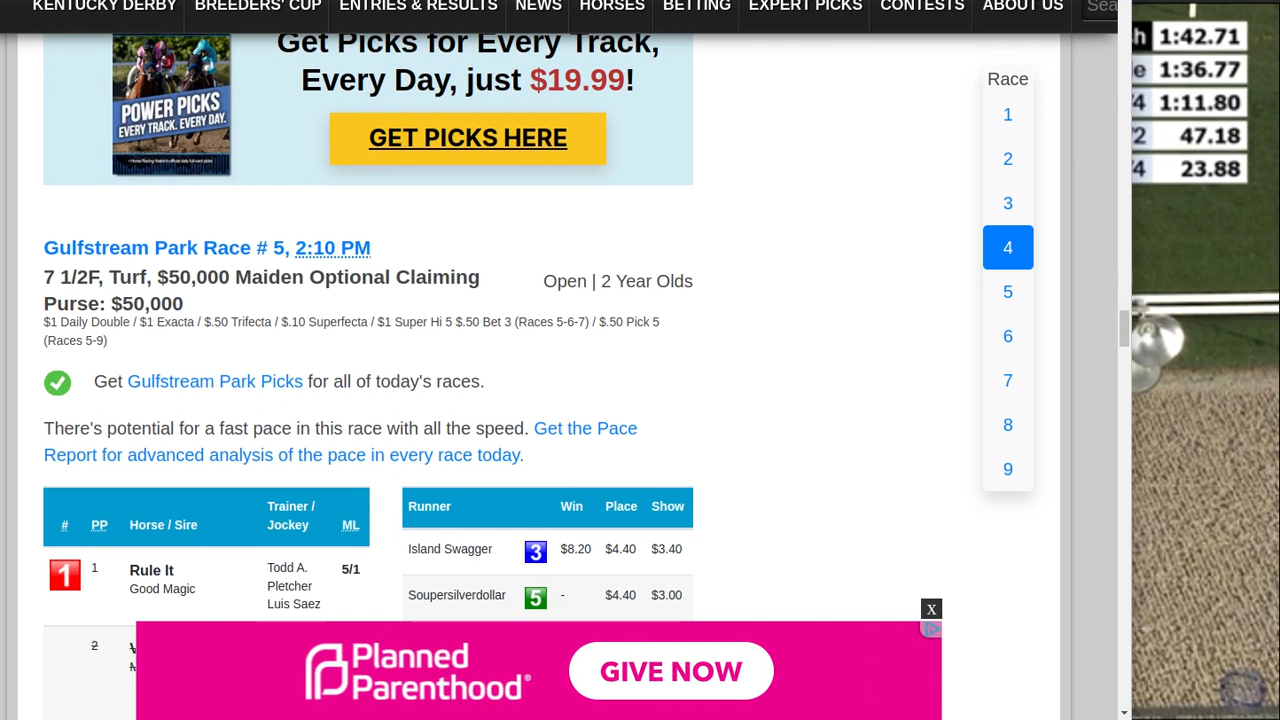 KENTUCKY DERBY BREEDERS' CUP ENTRIES & RESULTS NEWS HORSES BETTING EXPERT PICKS CONTESTS ABOUT US Sea
Get Picks for Every Track,
Every Day, just $19.99!
POWER PICKS
EVERY TRACK. EVERY DAY.
GET PICKS HERE
Gulfstream Park Race # 5, 2:10 PM
7 1/2F, Turf, $50,000 Maiden Optional Claiming
Purse: $50,000
Open | 2 Year Olds
$1 Daily Double / $1 Exacta / $.50 Trifecta / $.10 Superfecta / $1 Super Hi 5 $.50 Bet 3 (Races 5-6-7) / $.50 Pick 5
(Races 5-9)
Get Gulfstream Park Picks for all of today's races.
There's potential for a fast pace in this race with all the speed. Get the Pace
Report for advanced analysis of the pace in every race today.
# PP Horse / Sire Trainer / Jockey ML
1 1 Rule It 5/1
Good Magic
Todd A.
Pletcher
Luis Saez
2
Runner Win Place Show
Island Swagger 3 $8.20 $4.40 $3.40
Soupersilverdollar 5 - $4.40 $3.00
X
Planned
Parenthood®
GIVE NOW
Race
1
2
3
4
5
6
7
8
9
h 1:42.71
e 1:36.77
/4 1:11.80
/2 47.18
/4 23.88